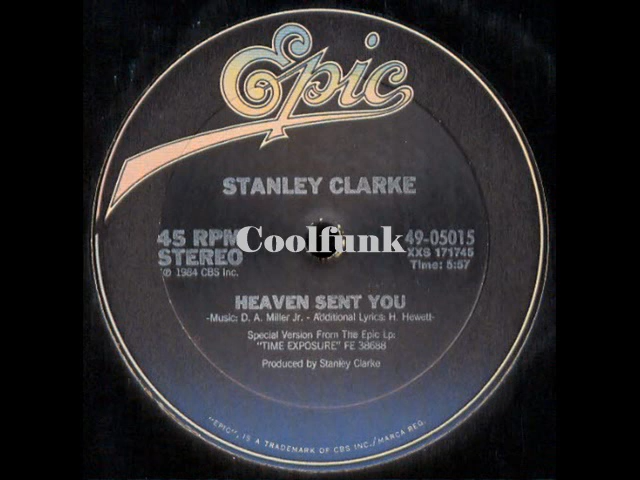 Epic
STANLEY CLARKE
45 RPM
STEREO
℗ 1984 CBS Inc.
Coolfunk
49-05015
XXS 171745
Time: 5:57
HEAVEN SENT YOU
-Music: D. A. Miller Jr. - Additional Lyrics: H. Hewett-
Special Version From The Epic Lp:
"TIME EXPOSURE" FE 38688
Produced by Stanley Clarke
"EPIC", IS A TRADEMARK OF CBS INC./MARCA REG.